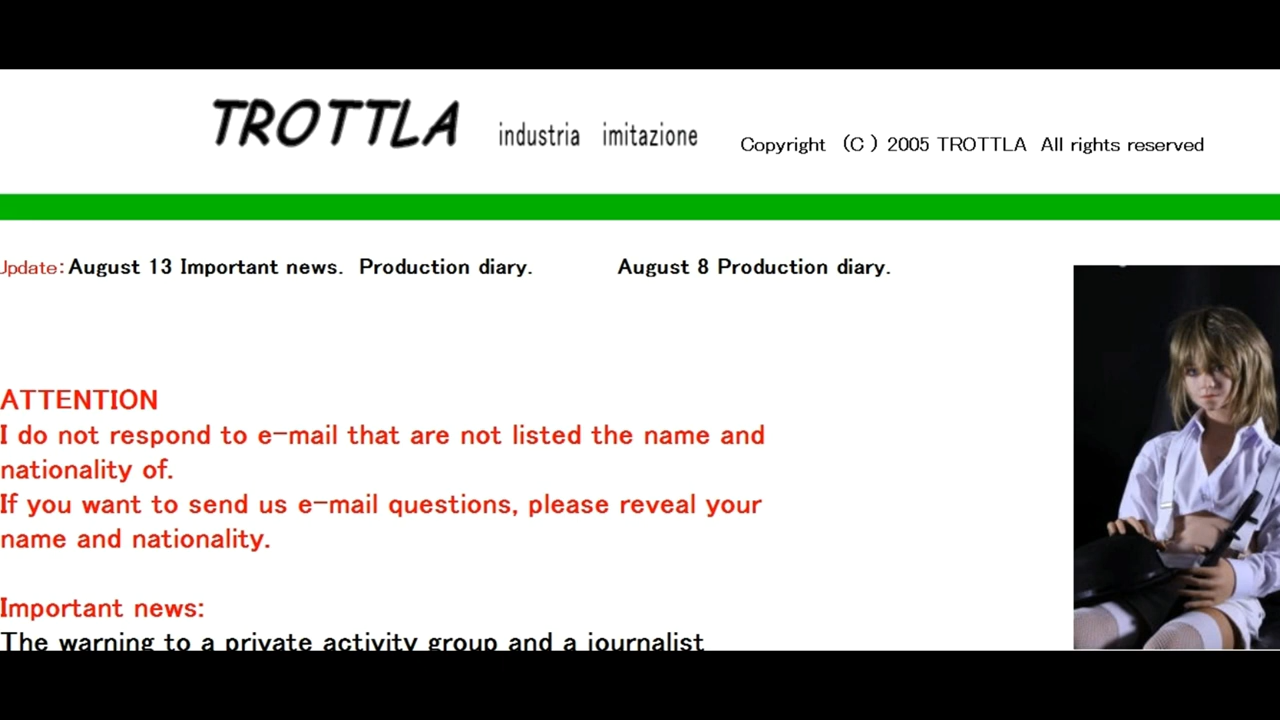 TROTTLA industria imitazione Copyright (C) 2005 TROTTLA All rights reserved
Update: August 13 Important news. Production diary. August 8 Production diary.
ATTENTION
I do not respond to e-mail that are not listed the name and
nationality of.
If you want to send us e-mail questions, please reveal your
name and nationality.
Important news:
The warning to a private activity group and a journalist